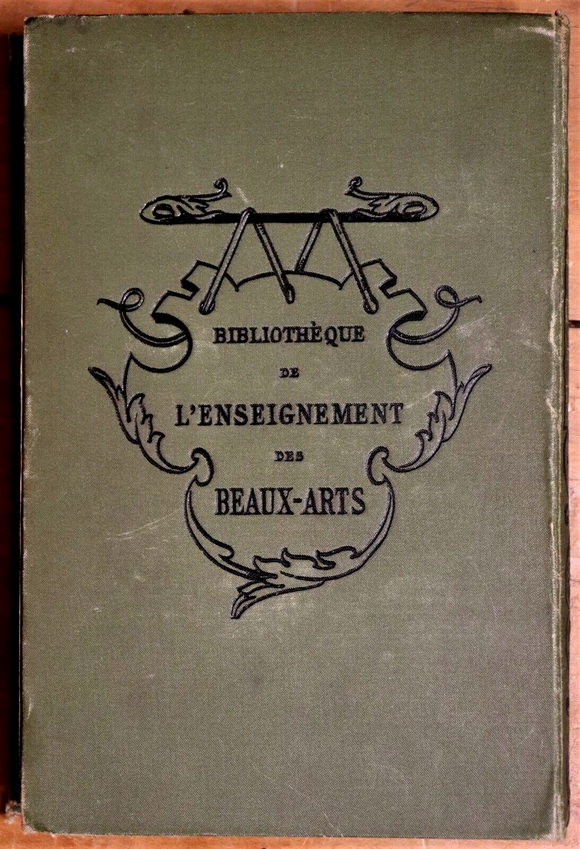 BIBLIOTHÈQUE
DE
L'ENSEIGNEMENT
DES
BEAUX-ARTS